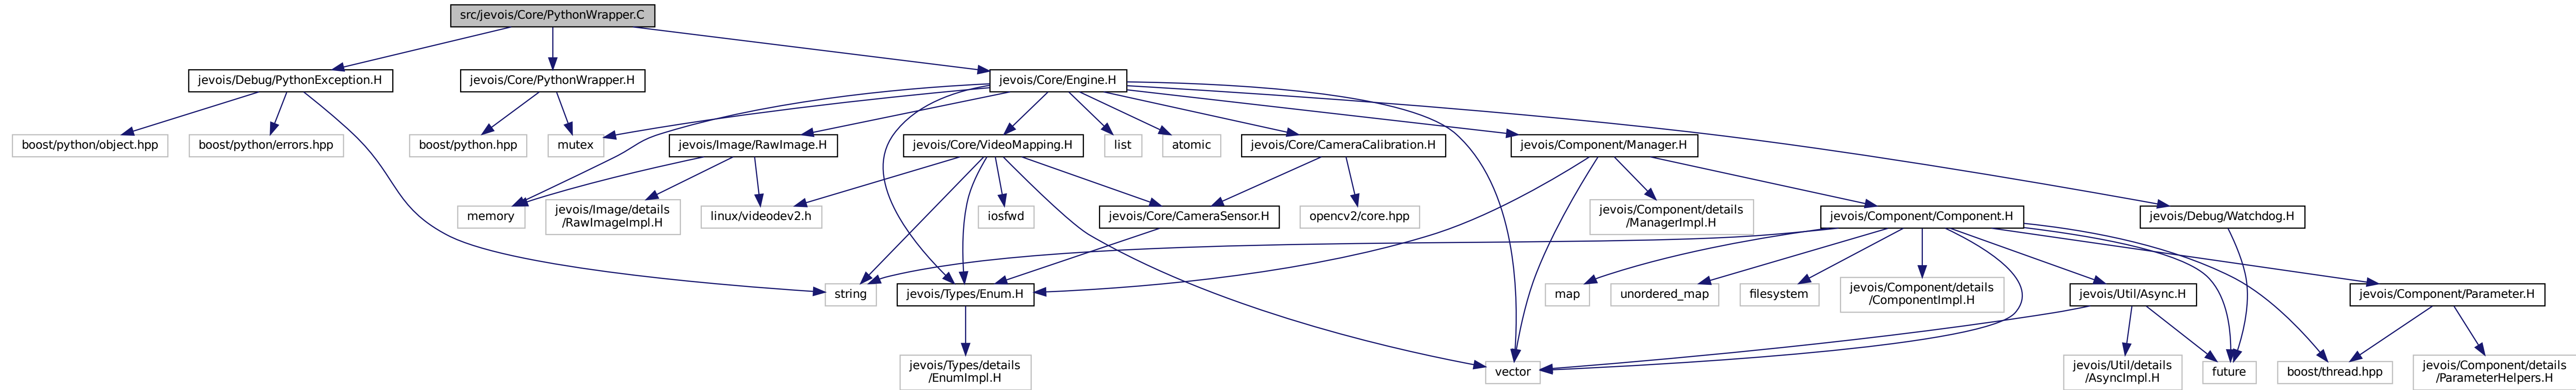 src/jevois/Core/PythonWrapper.C
jevois/Debug/PythonException.H
jevois/Core/PythonWrapper.H
jevois/Core/Engine.H
boost/python/object.hpp
boost/python/errors.hpp
boost/python.hpp
mutex
jevois/Image/RawImage.H
jevois/Core/VideoMapping.H
list
atomic
jevois/Core/CameraCalibration.H
jevois/Component/Manager.H
memory
jevois/Image/details
/RawImageImpl.H
linux/videodev2.h
iosfwd
jevois/Core/CameraSensor.H
opencv2/core.hpp
jevois/Component/details
/ManagerImpl.H
jevois/Component/Component.H
jevois/Debug/Watchdog.H
string
jevois/Types/Enum.H
map
unordered_map
filesystem
jevois/Component/details
/ComponentImpl.H
jevois/Util/Async.H
jevois/Component/Parameter.H
jevois/Types/details
/EnumImpl.H
vector
jevois/Util/details
/AsyncImpl.H
future
boost/thread.hpp
jevois/Component/details
/ParameterHelpers.H